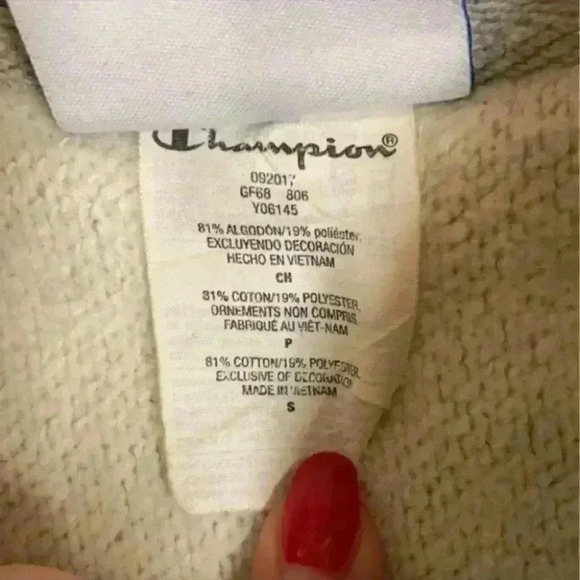 Champion®
092017
GF68 806
Y06145
81% ALGODÓN/19% poliéster,
EXCLUYENDO DECORACIÓN
HECHO EN VIETNAM
CH
81% COTON/19% POLYESTER,
ORNEMENTS NON COMPRIS
FABRIQUÉ AU VIÊT-NAM
P
81% COTTON/19% POLYESTER
EXCLUSIVE OF DECORATION
MADE IN VIETNAM
S